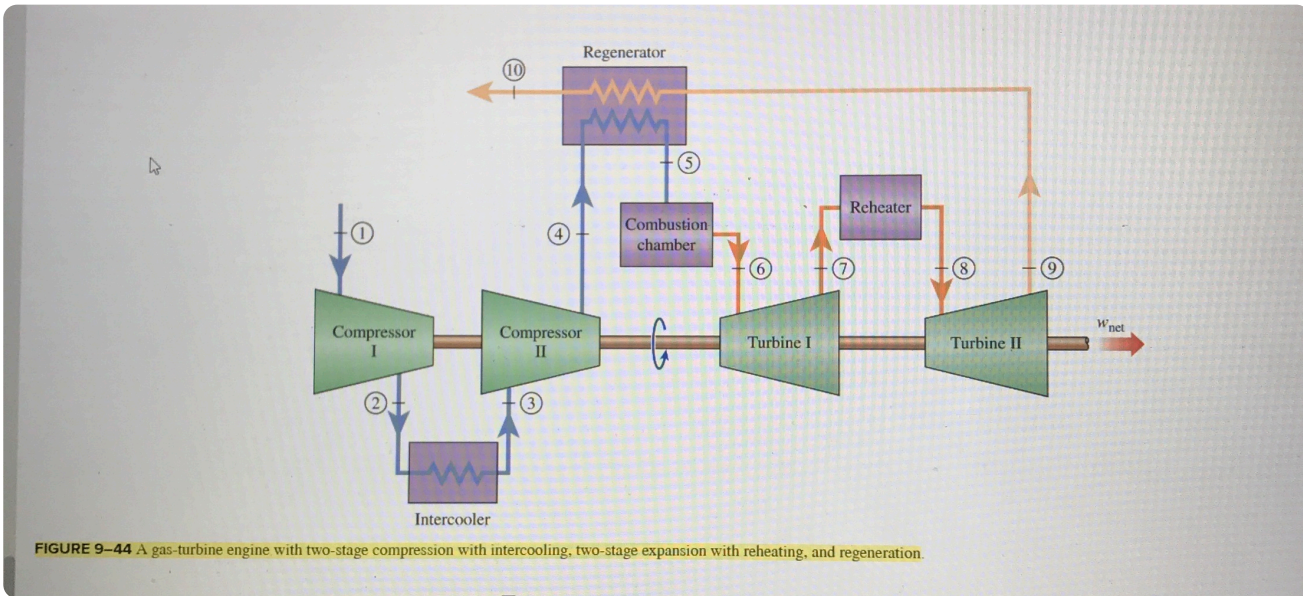 Regenerator
10
5
Reheater
1
4
Combustion
chamber
6
7
8
9
Compressor
I
Compressor
II
Turbine I
Turbine II
wnet
2
3
Intercooler
FIGURE 9–44 A gas-turbine engine with two-stage compression with intercooling, two-stage expansion with reheating, and regeneration.